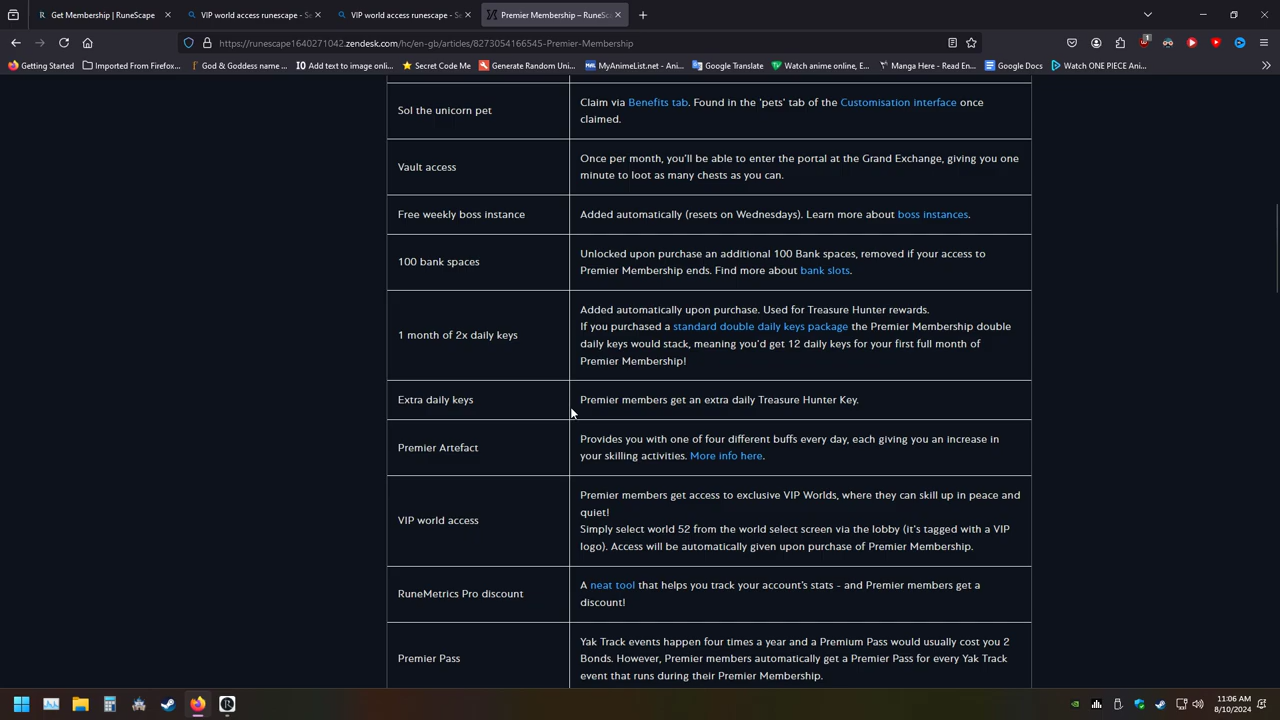 Get Membership | RuneScape
VIP world access runescape - Se
VIP world access runescape - Se
Premier Membership – RuneSc
https://runescape1640271042.zendesk.com/hc/en-gb/articles/8273054166545-Premier-Membership
Getting Started
Imported From Firefox...
God & Goddess name ...
Add text to image onl...
Secret Code Me
Generate Random Uni...
MyAnimeList.net - Ani...
Google Translate
Watch anime online, E...
Manga Here - Read En...
Google Docs
Watch ONE PIECE Ani...
Sol the unicorn pet
Claim via Benefits tab. Found in the 'pets' tab of the Customisation interface once
claimed.
Vault access
Once per month, you'll be able to enter the portal at the Grand Exchange, giving you one
minute to loot as many chests as you can.
Free weekly boss instance
Added automatically (resets on Wednesdays). Learn more about boss instances.
100 bank spaces
Unlocked upon purchase an additional 100 Bank spaces, removed if your access to
Premier Membership ends. Find more about bank slots.
1 month of 2x daily keys
Added automatically upon purchase. Used for Treasure Hunter rewards.
If you purchased a standard double daily keys package the Premier Membership double
daily keys would stack, meaning you'd get 12 daily keys for your first full month of
Premier Membership!
Extra daily keys
Premier members get an extra daily Treasure Hunter Key.
Premier Artefact
Provides you with one of four different buffs every day, each giving you an increase in
your skilling activities. More info here.
VIP world access
Premier members get access to exclusive VIP Worlds, where they can skill up in peace and
quiet!
Simply select world 52 from the world select screen via the lobby (it's tagged with a VIP
logo). Access will be automatically given upon purchase of Premier Membership.
RuneMetrics Pro discount
A neat tool that helps you track your account's stats - and Premier members get a
discount!
Premier Pass
Yak Track events happen four times a year and a Premium Pass would usually cost you 2
Bonds. However, Premier members automatically get a Premier Pass for every Yak Track
event that runs during their Premier Membership.
11:06 AM
8/10/2024